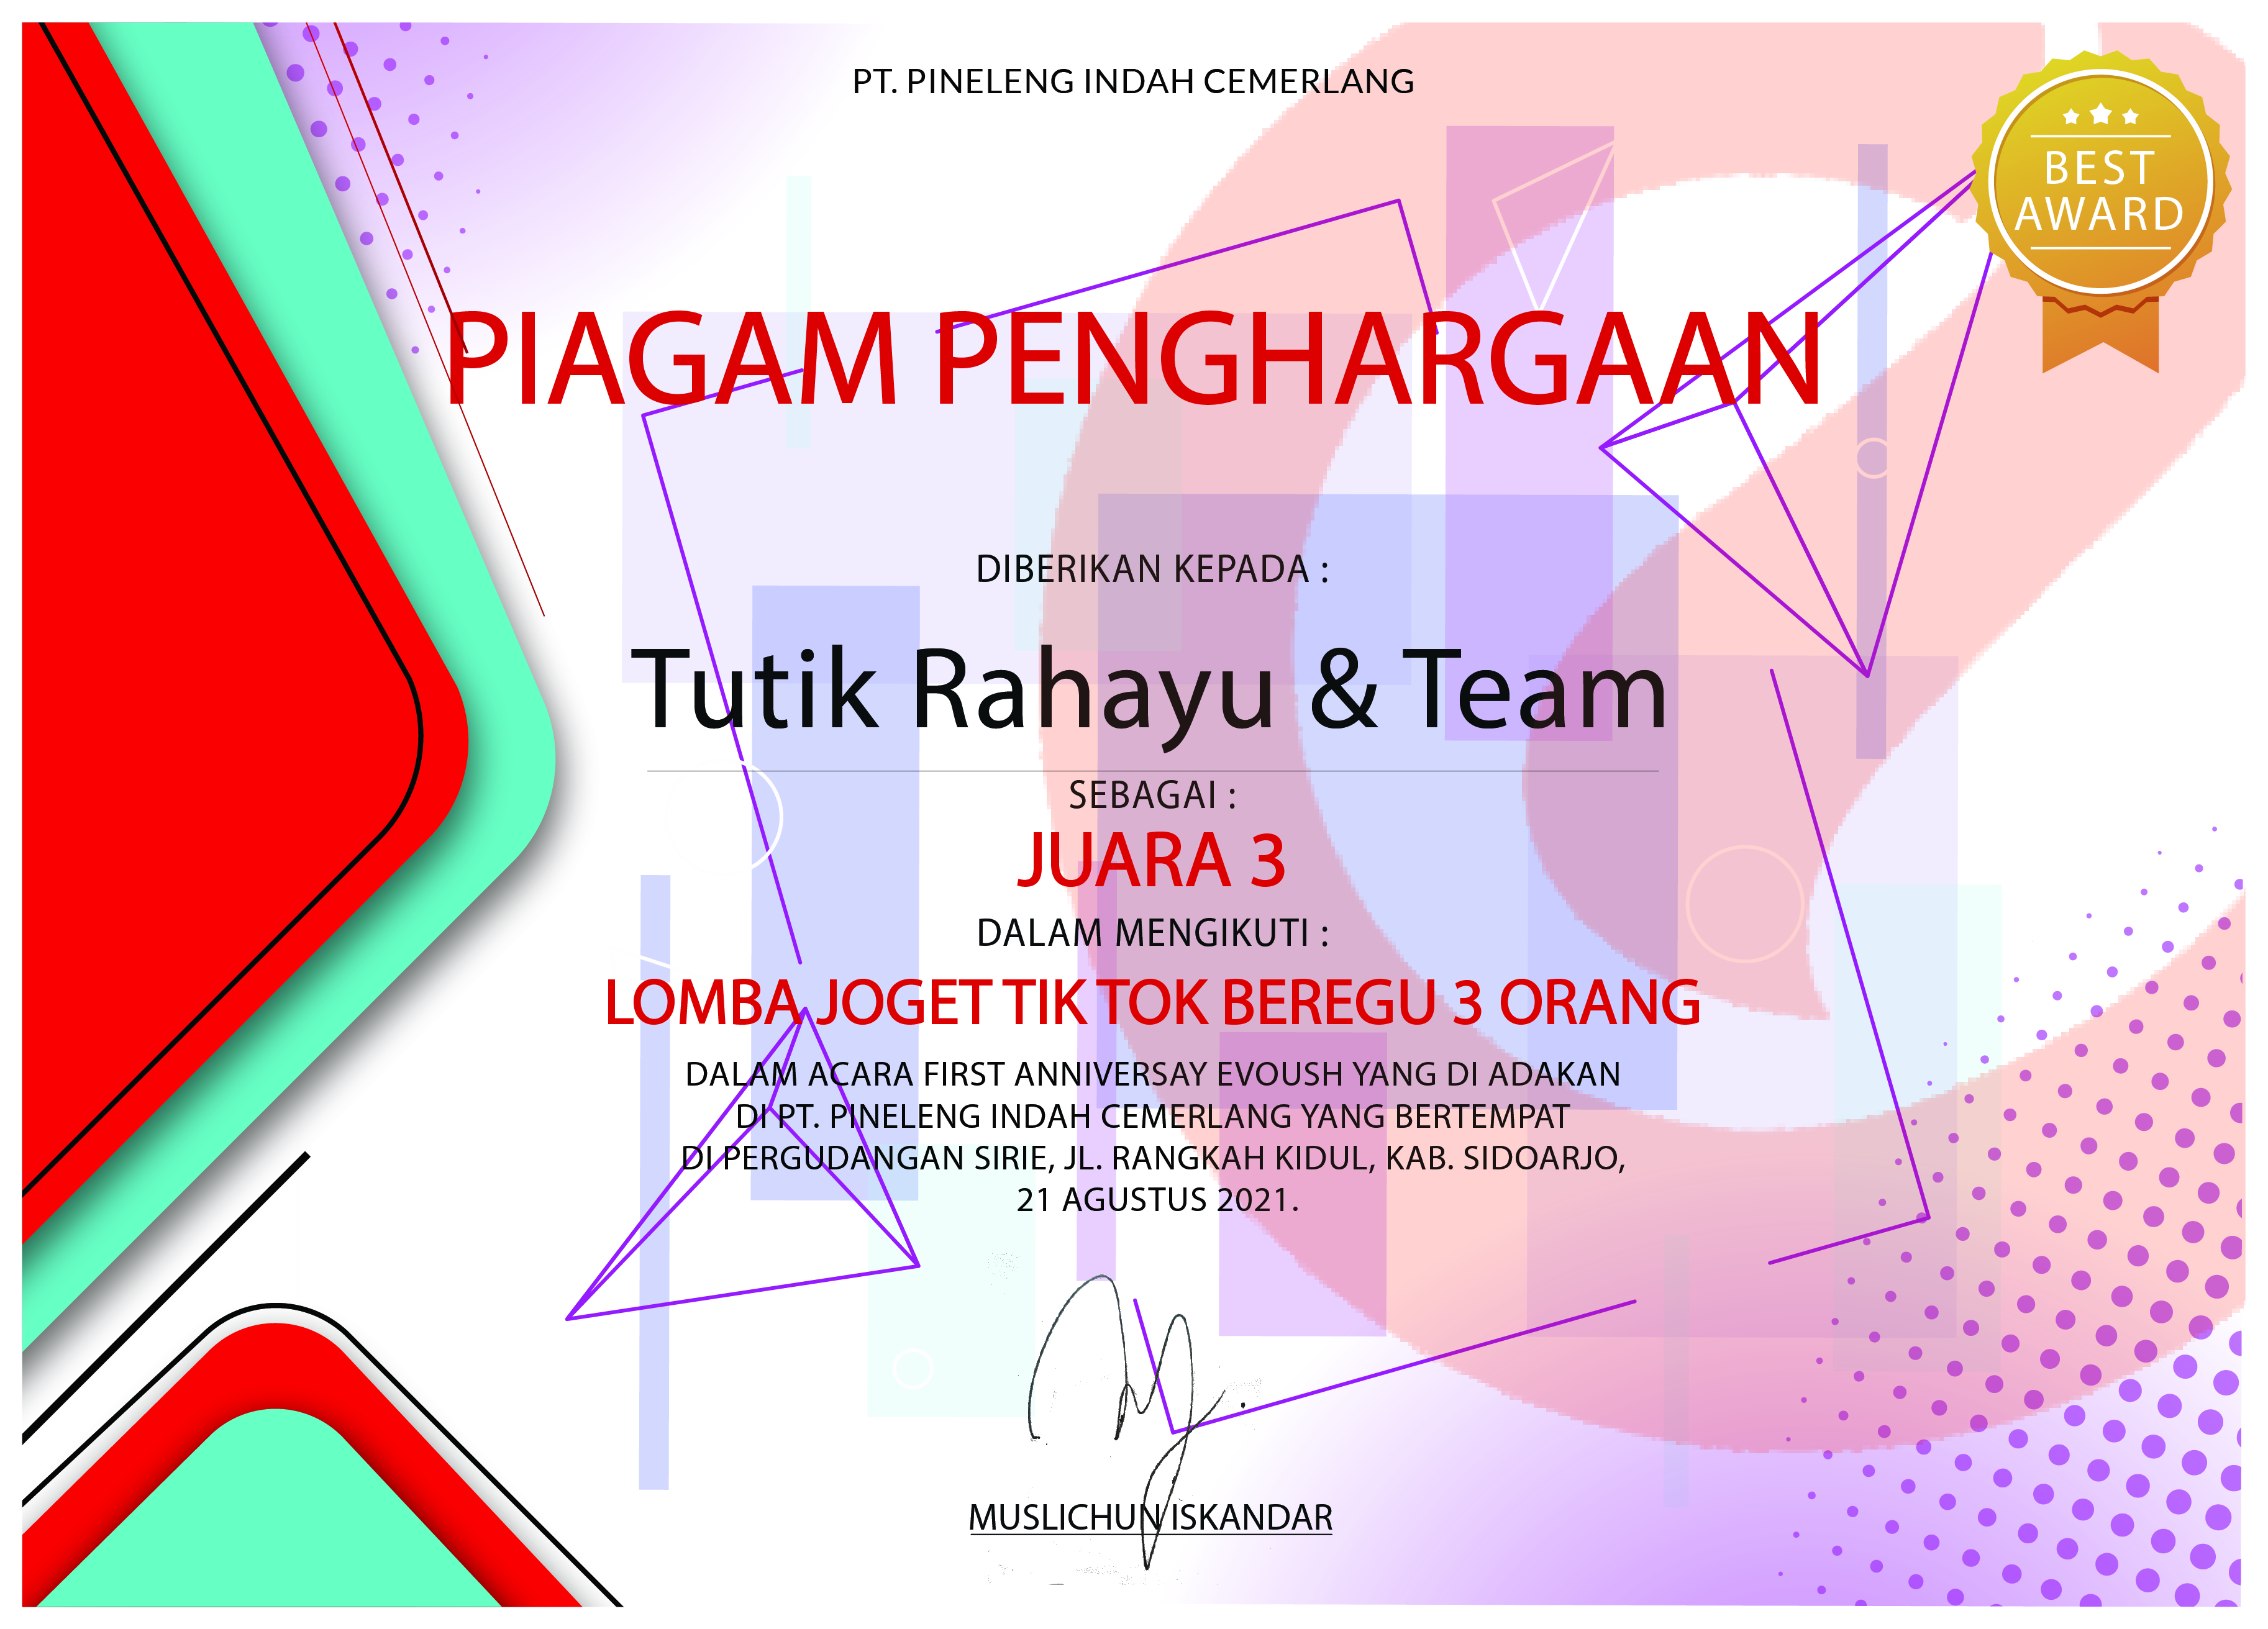 PT. PINELENG INDAH CEMERLANG
BEST
AWARD
PIAGAM PENGHARGAAN
DIBERIKAN KEPADA :
Tutik Rahayu & Team
SEBAGAI :
JUARA 3
DALAM MENGIKUTI :
LOMBA JOGET TIK TOK BEREGU 3 ORANG
DALAM ACARA FIRST ANNIVERSAY EVOUSH YANG DI ADAKAN
DI PT. PINELENG INDAH CEMERLANG YANG BERTEMPAT
DI PERGUDANGAN SIRIE, JL. RANGKAH KIDUL, KAB. SIDOARJO,
21 AGUSTUS 2021.
MUSLICHUN ISKANDAR